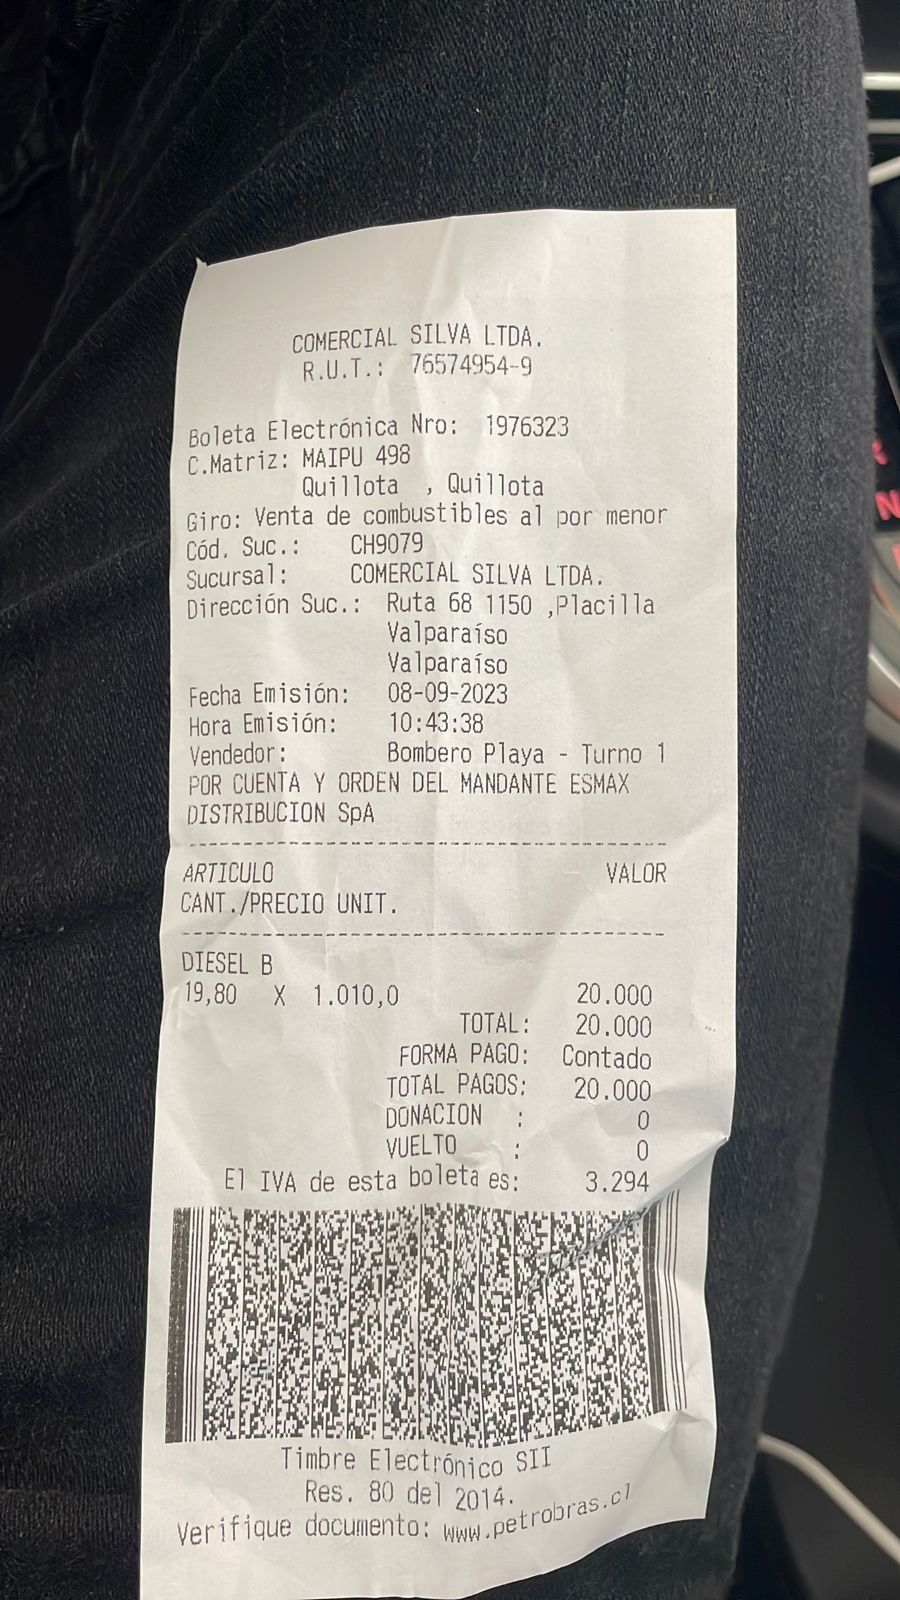 COMERCIAL SILVA LTDA.
R.U.T.: 76574954-9
Boleta Electrónica Nro: 1976323
C.Matriz: MAIPU 498
Quillota , Quillota
Giro: Venta de combustibles al por menor
Cód. Suc.: CH9079
Sucursal: COMERCIAL SILVA LTDA.
Dirección Suc.: Ruta 68 1150 ,Placilla
Valparaíso
Valparaíso
Fecha Emisión: 08-09-2023
Hora Emisión: 10:43:38
Vendedor: Bombero Playa - Turno 1
POR CUENTA Y ORDEN DEL MANDANTE ESMAX
DISTRIBUCION SpA
ARTICULO VALOR
CANT./PRECIO UNIT.
DIESEL B
19,80 X 1.010,0 20.000
TOTAL: 20.000
FORMA PAGO: Contado
TOTAL PAGOS: 20.000
DONACION : 0
VUELTO : 0
El IVA de esta boleta es: 3.294
Timbre Electrónico SII
Res. 80 del 2014.
Verifique documento: www.petrobras.cl